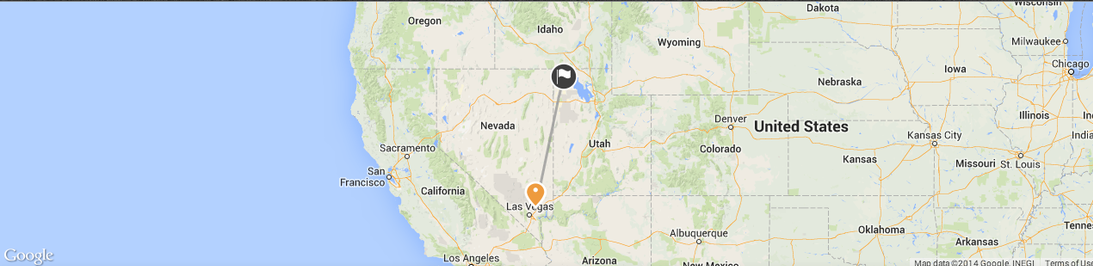 Oregon
Idaho
Dakota
Wisconsin
Wyoming
Milwaukee
Chicago
Iowa
Nebraska
Nevada
Denver
United States
Illinois
Sacramento
Utah
Colorado
Kansas City
India
San
Francisco
California
Kansas
Missouri
St. Louis
Las Vegas
Albuquerque
Oklahoma
Arkansas
Google
Los Angeles
Arizona
New Mexico
Map data ©2014 Google, INEGI
Terms of Use